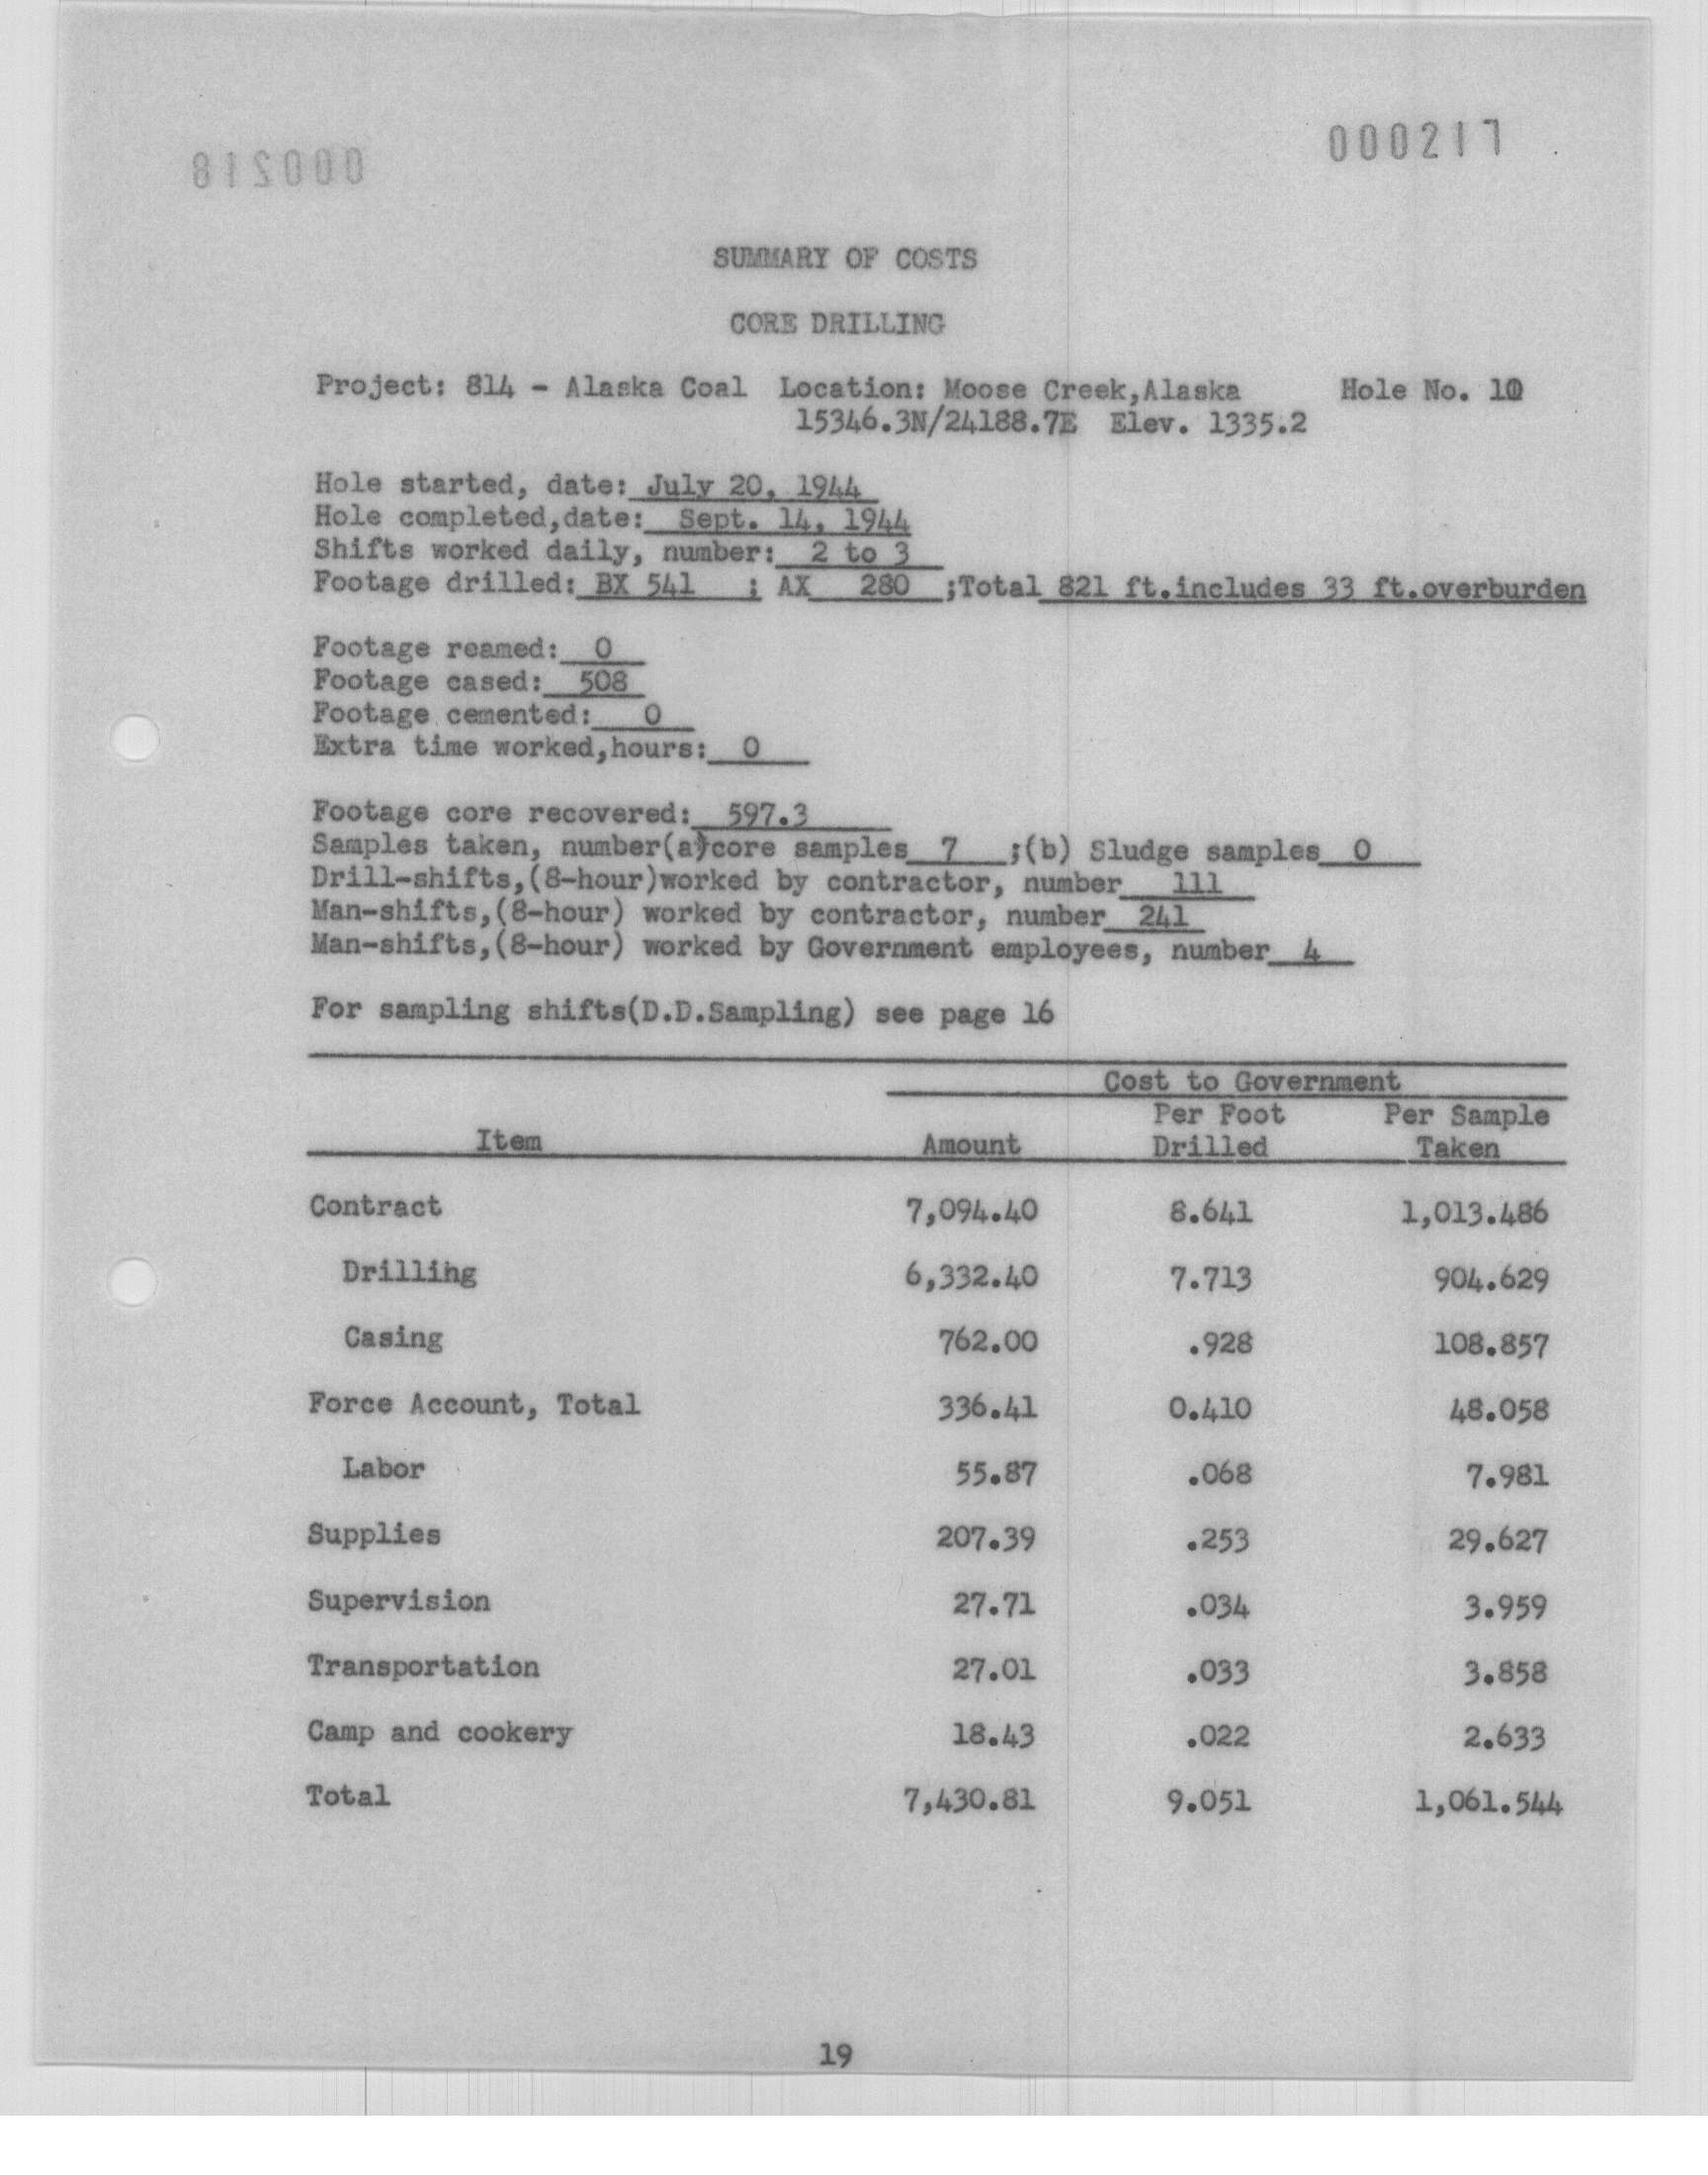 000217
000218
SUMMARY OF COSTS
CORE DRILLING
Project: 814 - Alaska Coal Location: Moose Creek,Alaska Hole No. 10
15346.3N/24188.7E Elev. 1335.2
Hole started, date: July 20, 1944
Hole completed,date: Sept. 14, 1944
Shifts worked daily, number: 2 to 3
Footage drilled: BX 541 ; AX 280 ;Total 821 ft.includes 33 ft.overburden
Footage reamed: 0
Footage cased: 508
Footage cemented: 0
Extra time worked,hours: 0
Footage core recovered: 597.3
Samples taken, number(a)core samples 7 ;(b) Sludge samples 0
Drill-shifts,(8-hour)worked by contractor, number 111
Man-shifts,(8-hour) worked by contractor, number 241
Man-shifts,(8-hour) worked by Government employees, number 4
For sampling shifts(D.D.Sampling) see page 16
Cost to Government
Per Foot Per Sample
Item Amount Drilled Taken
Contract 7,094.40 8.641 1,013.486
Drilling 6,332.40 7.713 904.629
Casing 762.00 .928 108.857
Force Account, Total 336.41 0.410 48.058
Labor 55.87 .068 7.981
Supplies 207.39 .253 29.627
Supervision 27.71 .034 3.959
Transportation 27.01 .033 3.858
Camp and cookery 18.43 .022 2.633
Total 7,430.81 9.051 1,061.544
19